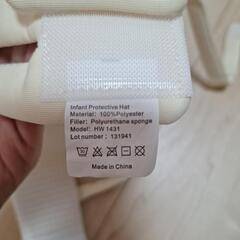 Infant Protective Hat
Material: 100%Polyester
Filler: Polyurethane sponge
Model: HW 1431
Lot number: 131941
Made in China